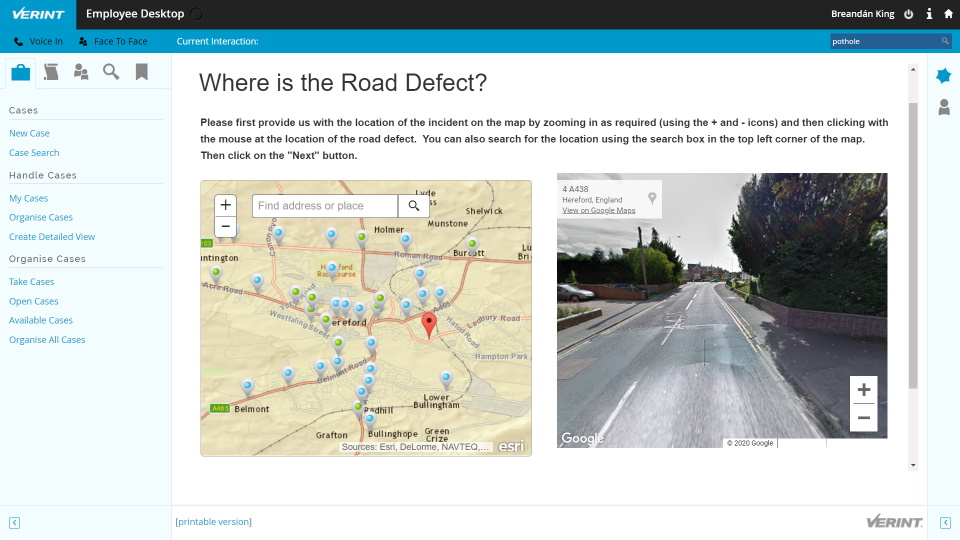 VERINT
Employee Desktop
Breandán King
Voice In
Face To Face
Current Interaction:
pothole
Cases
New Case
Case Search
Handle Cases
My Cases
Organise Cases
Create Detailed View
Organise Cases
Take Cases
Open Cases
Available Cases
Organise All Cases
Where is the Road Defect?
Please first provide us with the location of the incident on the map by zooming in as required (using the + and - icons) and then clicking with
the mouse at the location of the road defect. You can also search for the location using the search box in the top left corner of the map.
Then click on the "Next" button.
+
−
Find address or place
Shelwick
Munstone
Holmer
Roman Road
Burcott
Acre Road
Westfaling Street
A465
Ledbury Road
Hampton Park
Belmont Road
A465
Belmont
Lower
Bullingham
Redhill
Grafton
Bullinghope
Green
Crize
Sources: Esri, DeLorme, NAVTEQ,...
esri
4 A438
Hereford, England
View on Google Maps
A438
+
−
Google
© 2020 Google
[printable version]
VERINT